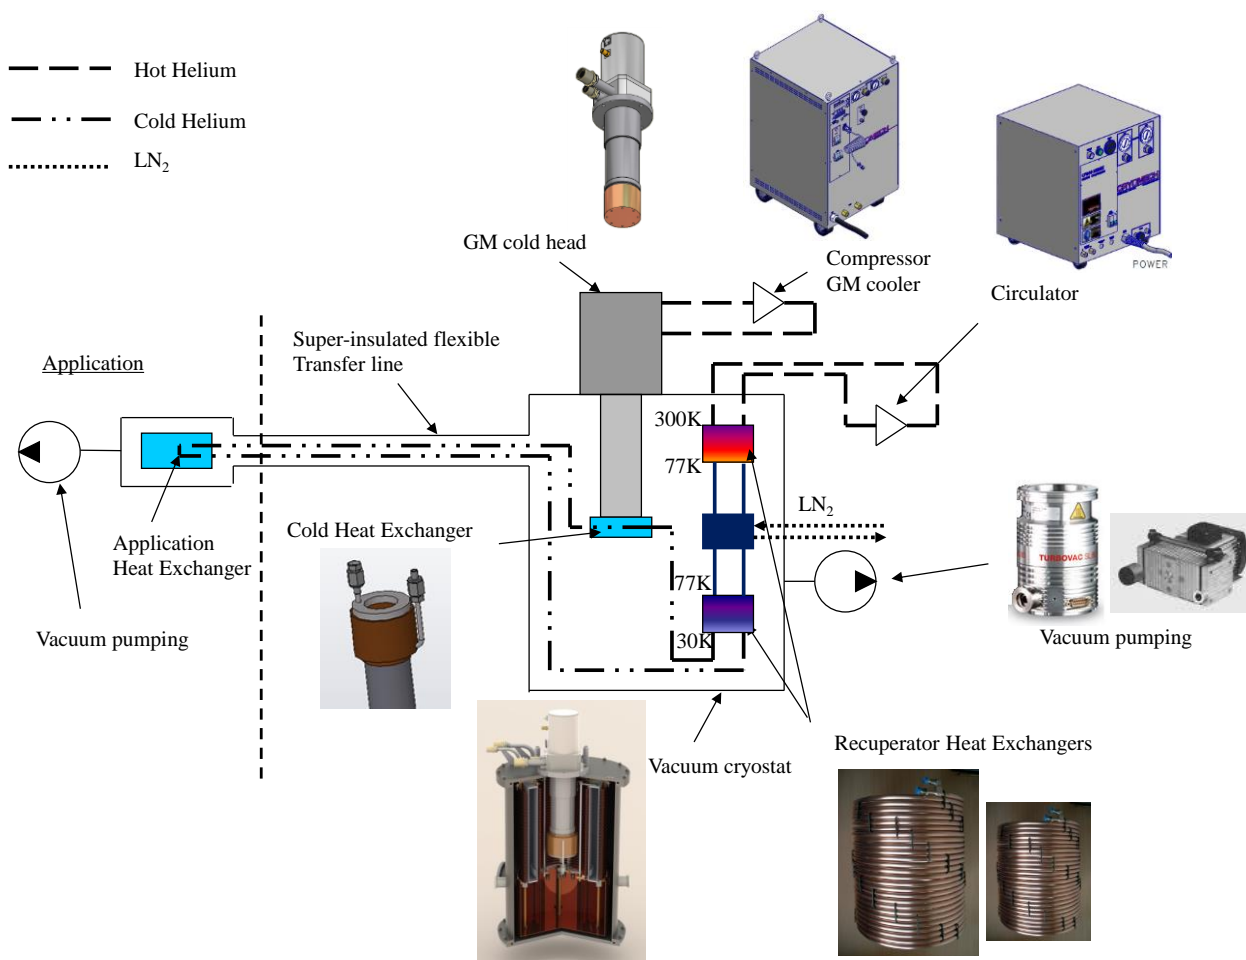 Hot Helium
Cold Helium
LN₂
POWER
GM cold head
Compressor
GM cooler
Circulator
Super-insulated flexible
Transfer line
Application
300K
77K
LN₂
Cold Heat Exchanger
Application
Heat Exchanger
77K
TURBOVAC
30K
Vacuum pumping
Vacuum pumping
Vacuum cryostat
Recuperator Heat Exchangers